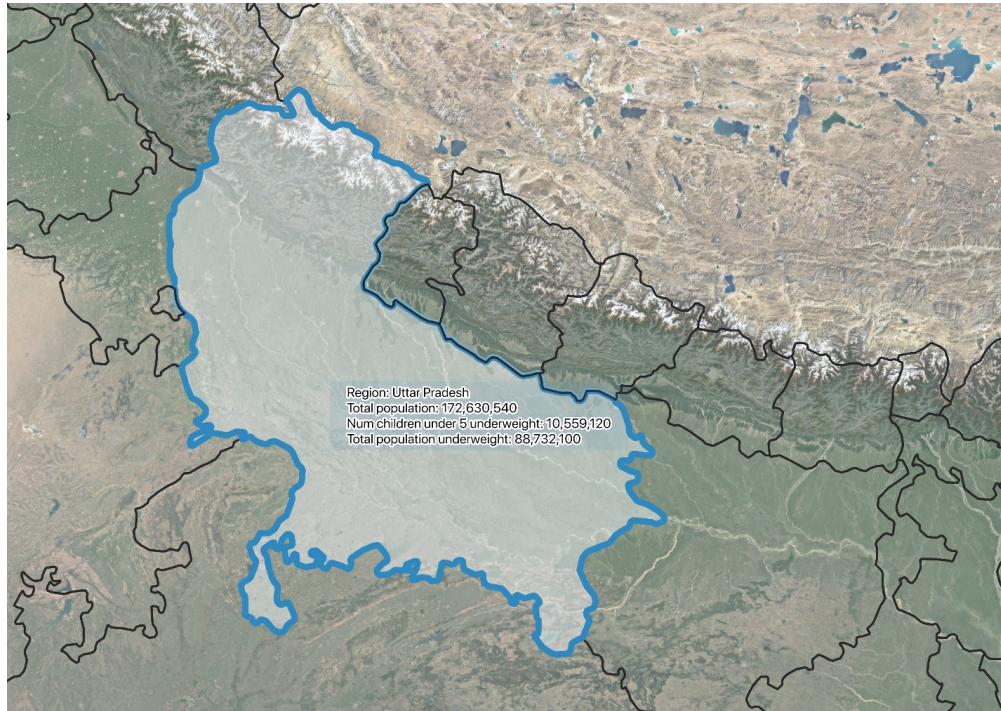 Region: Uttar Pradesh
Total population: 172,630,540
Num children under 5 underweight: 10,559,120
Total population underweight: 88,732,100